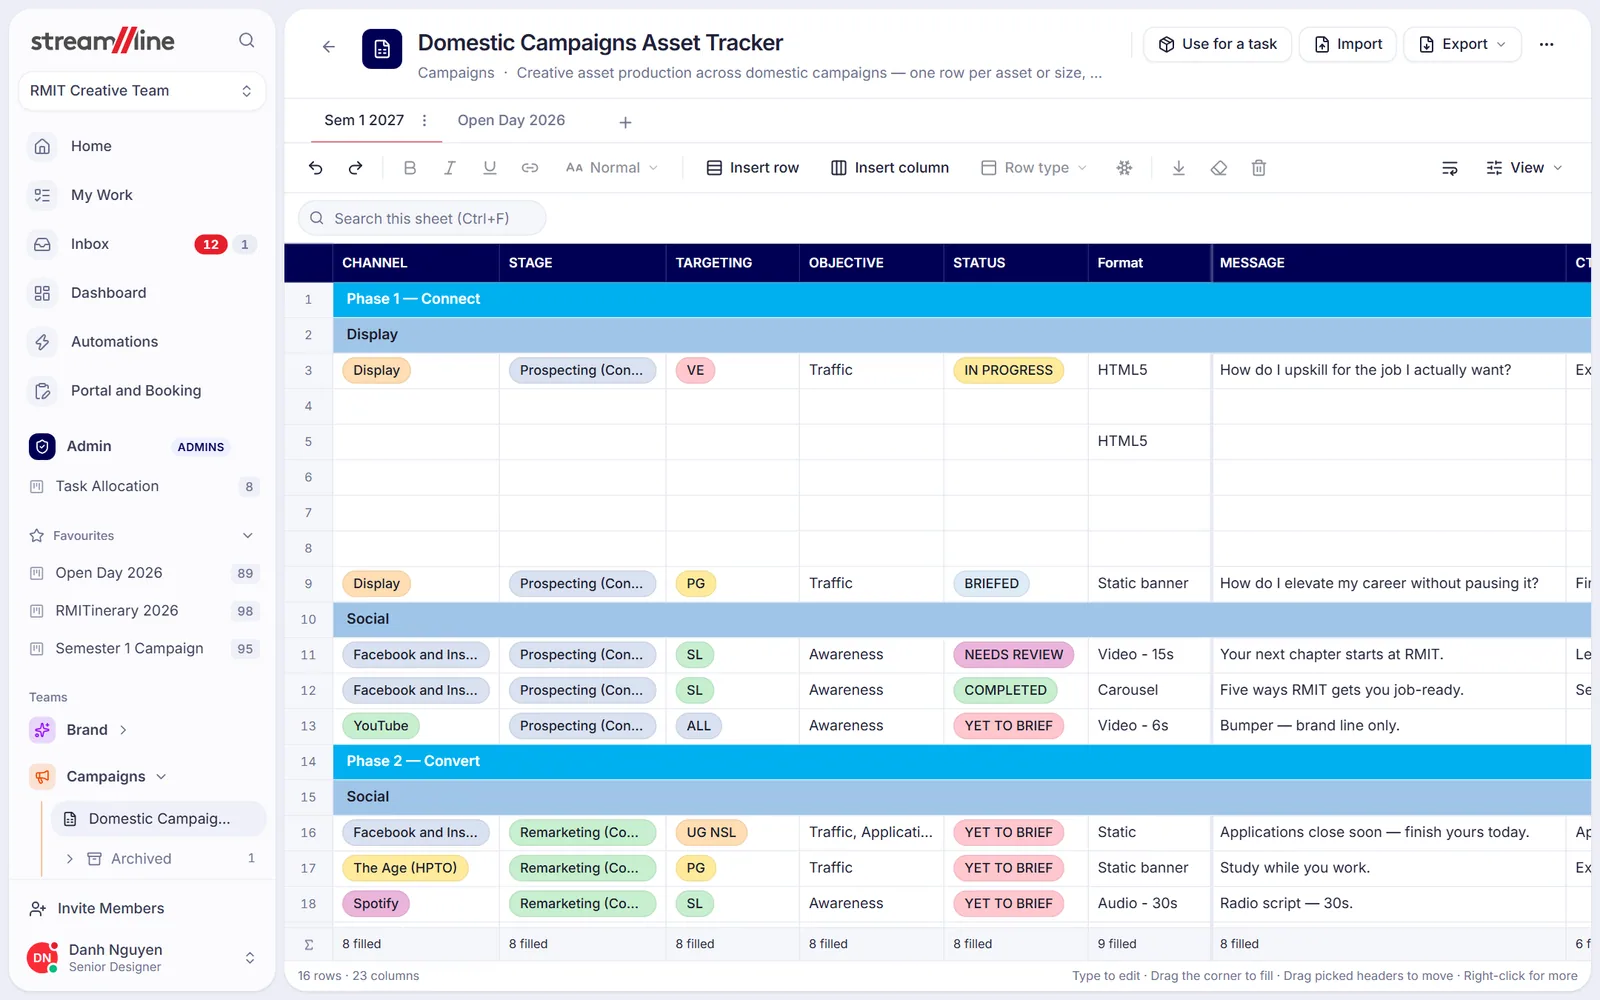 stream//line
RMIT Creative Team
Home
My Work
Inbox 12 1
Dashboard
Automations
Portal and Booking
Admin ADMINS
Task Allocation 8
Favourites
Open Day 2026 89
RMITinerary 2026 98
Semester 1 Campaign 95
Teams
Brand
Campaigns
Domestic Campaig...
Archived 1
Invite Members
DN Danh Nguyen
Senior Designer
Domestic Campaigns Asset Tracker
Campaigns · Creative asset production across domestic campaigns — one row per asset or size, ...
Use for a task Import Export
Sem 1 2027 Open Day 2026
B I U AA Normal Insert row Insert column Row type View
Search this sheet (Ctrl+F)
CHANNEL STAGE TARGETING OBJECTIVE STATUS Format MESSAGE CT
1 Phase 1 — Connect
2 Display
3 Display Prospecting (Con... VE Traffic IN PROGRESS HTML5 How do I upskill for the job I actually want? Ex
4
5 HTML5
6
7
8
9 Display Prospecting (Con... PG Traffic BRIEFED Static banner How do I elevate my career without pausing it? Fin
10 Social
11 Facebook and Ins... Prospecting (Con... SL Awareness NEEDS REVIEW Video - 15s Your next chapter starts at RMIT. Le
12 Facebook and Ins... Prospecting (Con... SL Awareness COMPLETED Carousel Five ways RMIT gets you job-ready. Se
13 YouTube Prospecting (Con... ALL Awareness YET TO BRIEF Video - 6s Bumper — brand line only.
14 Phase 2 — Convert
15 Social
16 Facebook and Ins... Remarketing (Co... UG NSL Traffic, Applicati... YET TO BRIEF Static Applications close soon — finish yours today. Ap
17 The Age (HPTO) Remarketing (Co... PG Traffic YET TO BRIEF Static banner Study while you work. Ex
18 Spotify Remarketing (Co... SL Awareness YET TO BRIEF Audio - 30s Radio script — 30s.
Σ 8 filled 8 filled 8 filled 8 filled 8 filled 9 filled 8 filled 6 f
16 rows · 23 columns
Type to edit · Drag the corner to fill · Drag picked headers to move · Right-click for more